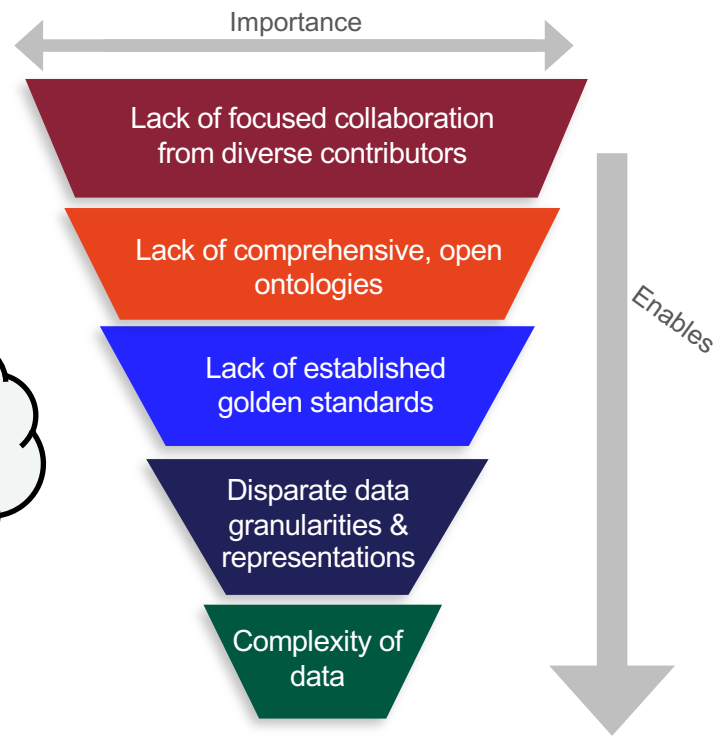 Importance
Lack of focused collaboration
from diverse contributors
Lack of comprehensive, open
ontologies
Enables
Lack of established
golden standards
Disparate data
granularities &
representations
Complexity of
data